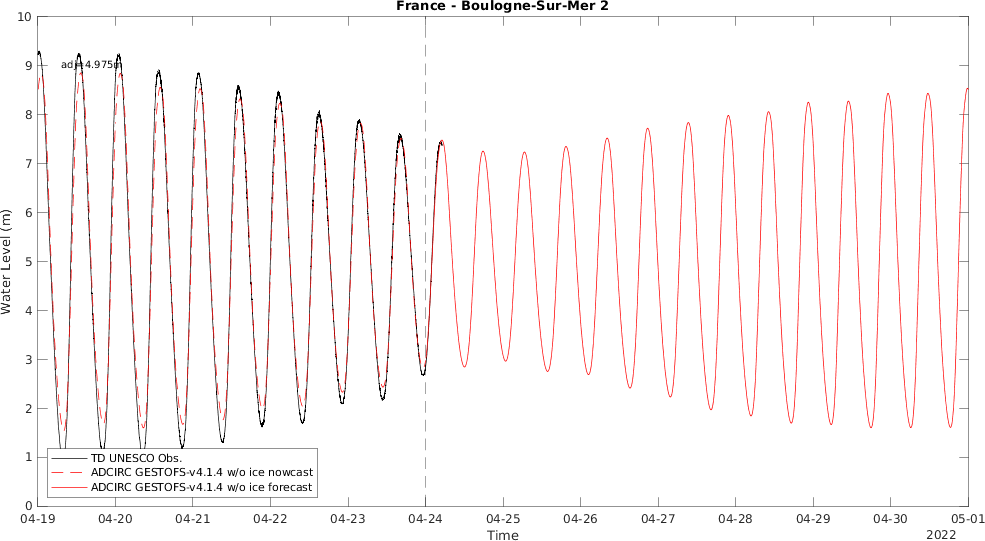 France - Boulogne-Sur-Mer 2
10
9
8
7
6
5
4
3
2
1
0
Water Level (m)
adj=4.975m
TD UNESCO Obs.
ADCIRC GESTOFS-v4.1.4 w/o ice nowcast
ADCIRC GESTOFS-v4.1.4 w/o ice forecast
04-19 04-20 04-21 04-22 04-23 04-24 04-25 04-26 04-27 04-28 04-29 04-30 05-01
Time
2022